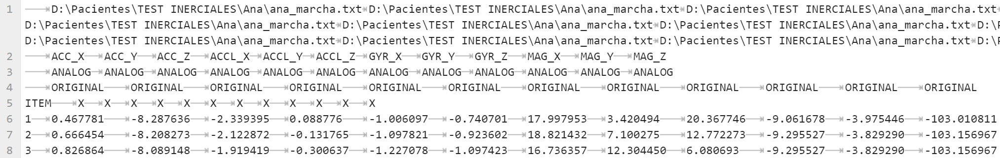 1 D:\Pacientes\TEST INERCIALES\Ana\ana_marcha.txt D:\Pacientes\TEST INERCIALES\Ana\ana_marcha.txt D:\Pacientes\TEST INERCIALES\Ana\ana_marcha.txt
D:\Pacientes\TEST INERCIALES\Ana\ana_marcha.txt D:\Pacientes\TEST INERCIALES\Ana\ana_marcha.txt D:\Pacientes\TEST INERCIALES\Ana\ana_marcha.txt D:\
D:\Pacientes\TEST INERCIALES\Ana\ana_marcha.txt D:\Pacientes\TEST INERCIALES\Ana\ana_marcha.txt D:\Pacientes\TEST INERCIALES\Ana\ana_marcha.txt D:\
2 ACC_X ACC_Y ACC_Z ACCL_X ACCL_Y ACCL_Z GYR_X GYR_Y GYR_Z MAG_X MAG_Y MAG_Z
3 ANALOG ANALOG ANALOG ANALOG ANALOG ANALOG ANALOG ANALOG ANALOG ANALOG ANALOG ANALOG
4 ORIGINAL ORIGINAL ORIGINAL ORIGINAL ORIGINAL ORIGINAL ORIGINAL ORIGINAL ORIGINAL ORIGINAL ORIGINAL ORIGINAL
5 ITEM X X X X X X X X X X X X
6 1 0.467781 -8.287636 -2.339395 0.088776 -1.006097 -0.740701 17.997953 3.420494 20.367746 -9.061678 -3.975446 -103.010811
7 2 0.666454 -8.208273 -2.122872 -0.131765 -1.097821 -0.923602 18.821432 7.100275 12.772273 -9.295527 -3.829290 -103.156967
8 3 0.826864 -8.089148 -1.919419 -0.300637 -1.227078 -1.097423 16.736357 12.304450 6.080693 -9.295527 -3.829290 -103.156967